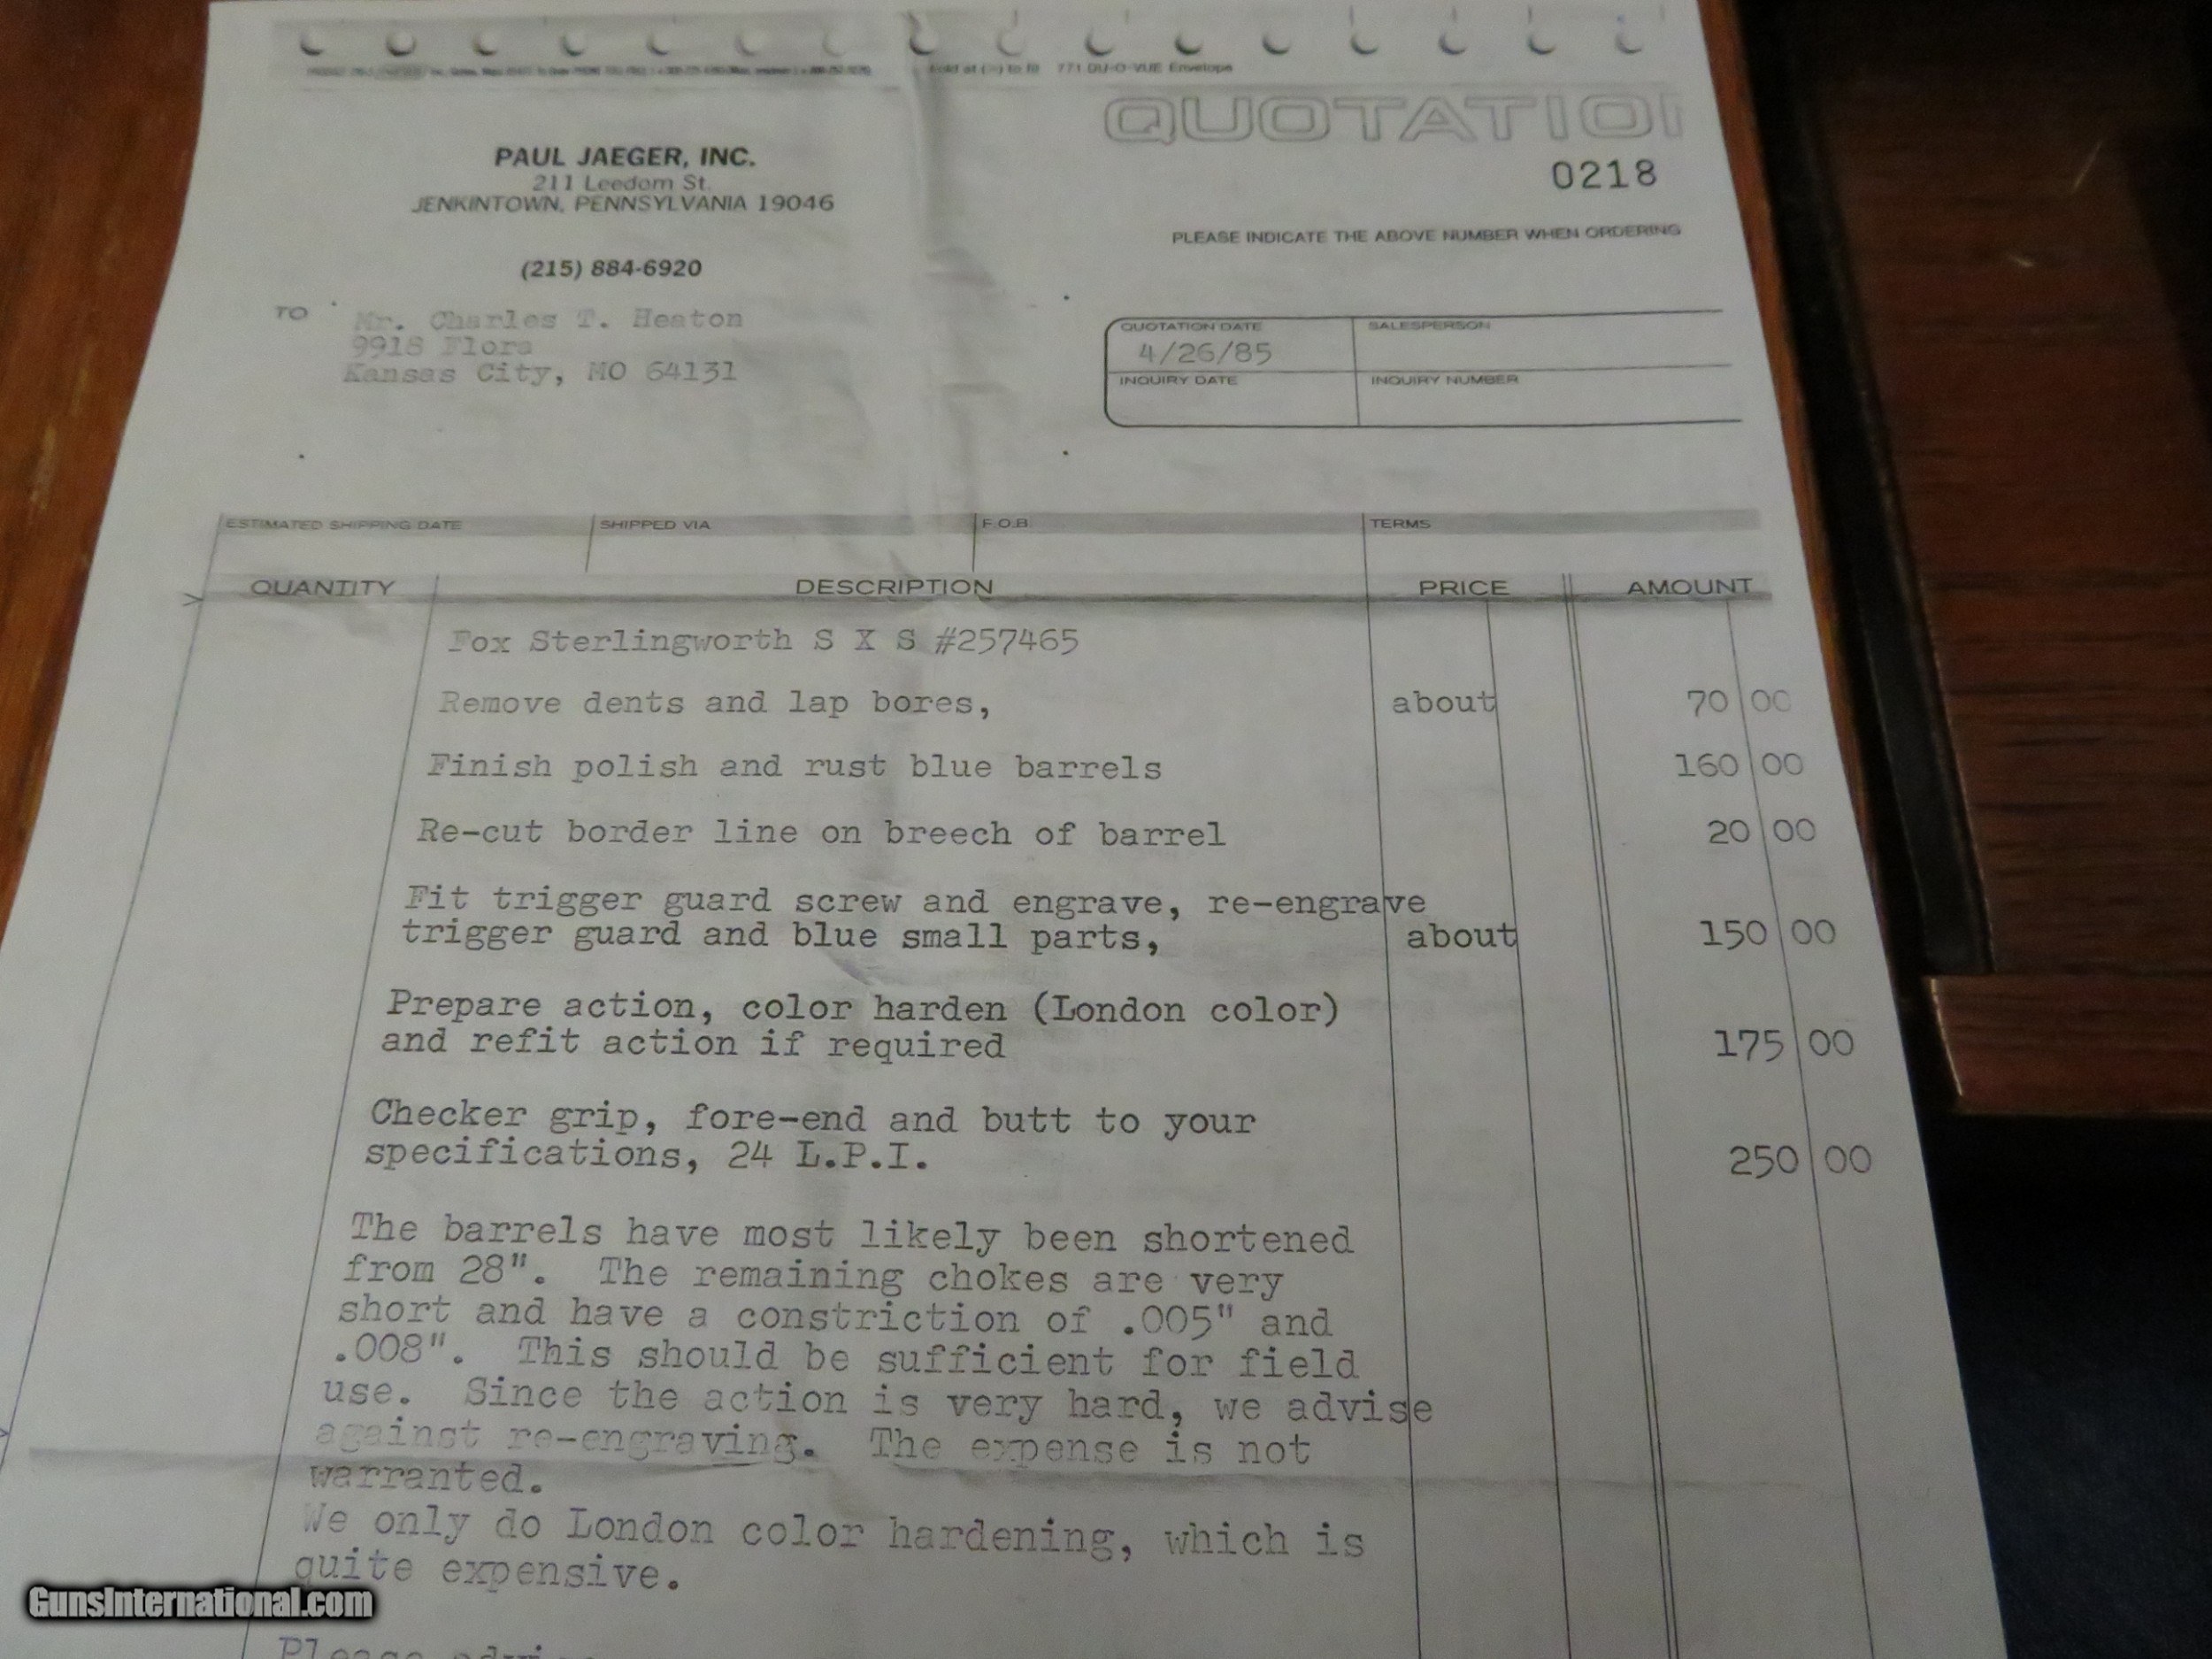 Fold at (>) to fit 771 DU-O-VUE Envelope
QUOTATIO
PAUL JAEGER, INC.
211 Leedom St.
JENKINTOWN, PENNSYLVANIA 19046
(215) 884-6920
0218
PLEASE INDICATE THE ABOVE NUMBER WHEN ORDERING
TO
Mr. Charles T. Heaton
9918 Flora
Kansas City, MO 64131
QUOTATION DATE SALESPERSON
4/26/85
INQUIRY DATE INQUIRY NUMBER
ESTIMATED SHIPPING DATE SHIPPED VIA F.O.B. TERMS
QUANTITY DESCRIPTION PRICE AMOUNT
Fox Sterlingworth S X S #257465
Remove dents and lap bores, about 70 00
Finish polish and rust blue barrels 160 00
Re-cut border line on breech of barrel 20 00
Fit trigger guard screw and engrave, re-engrave
trigger guard and blue small parts, about 150 00
Prepare action, color harden (London color)
and refit action if required 175 00
Checker grip, fore-end and butt to your
specifications, 24 L.P.I. 250 00
The barrels have most likely been shortened
from 28". The remaining chokes are very
short and have a constriction of .005" and
.008". This should be sufficient for field
use. Since the action is very hard, we advise
against re-engraving. The expense is not
warranted.
We only do London color hardening, which is
quite expensive.
Please
GunsInternational.com